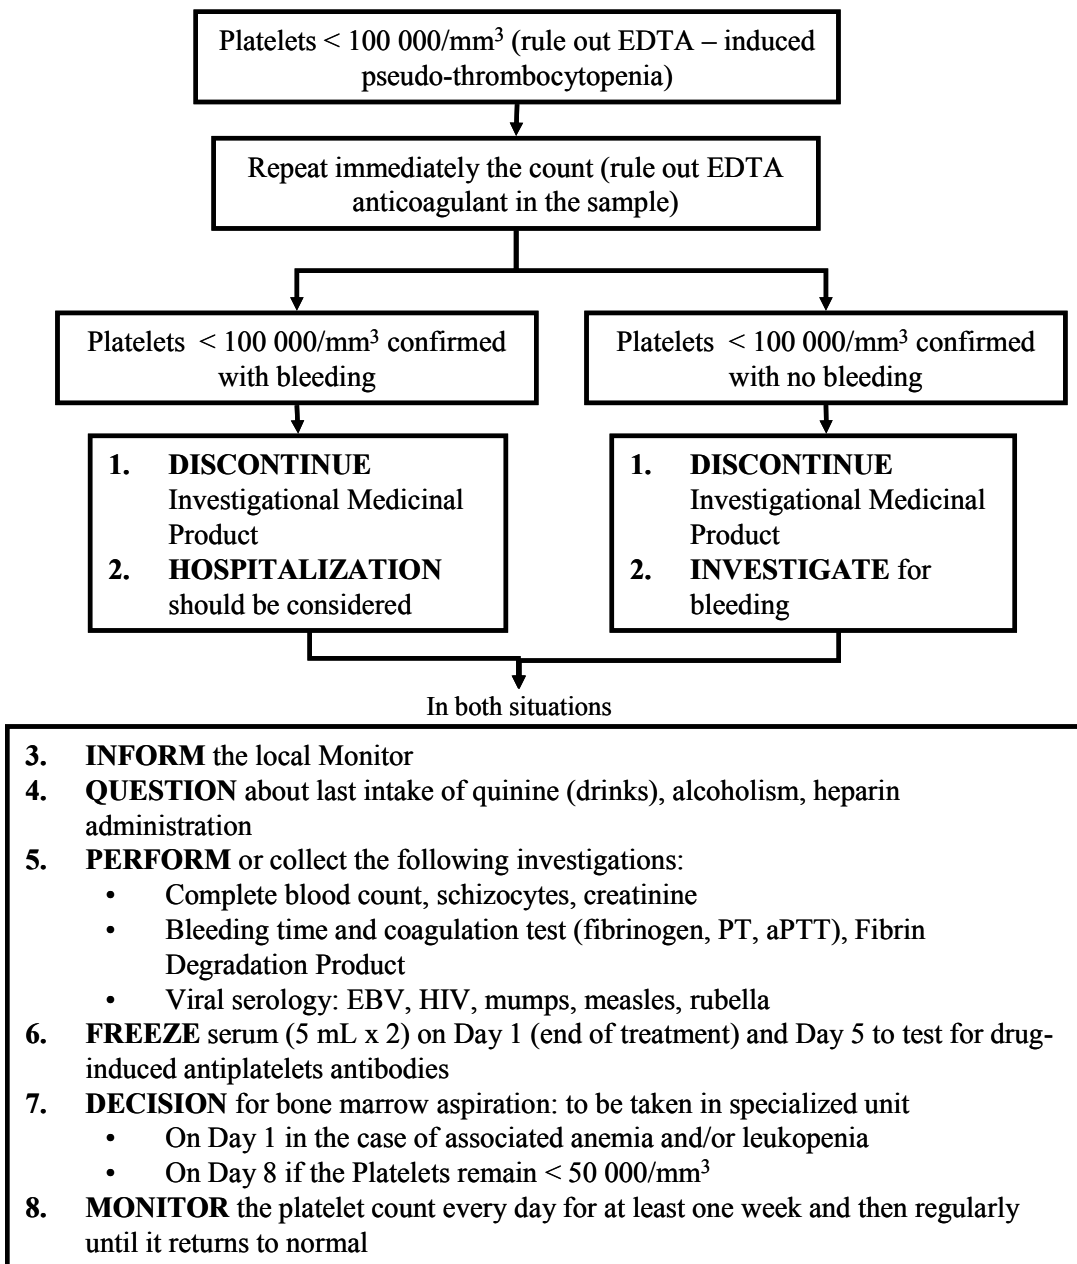 Platelets < 100 000/mm³ (rule out EDTA – induced
pseudo-thrombocytopenia)
Repeat immediately the count (rule out EDTA
anticoagulant in the sample)
Platelets < 100 000/mm³ confirmed
with bleeding
Platelets < 100 000/mm³ confirmed
with no bleeding
1. DISCONTINUE
Investigational Medicinal
Product
2. HOSPITALIZATION
should be considered
1. DISCONTINUE
Investigational Medicinal
Product
2. INVESTIGATE for
bleeding
In both situations
3. INFORM the local Monitor
4. QUESTION about last intake of quinine (drinks), alcoholism, heparin
administration
5. PERFORM or collect the following investigations:
• Complete blood count, schizocytes, creatinine
• Bleeding time and coagulation test (fibrinogen, PT, aPTT), Fibrin
Degradation Product
• Viral serology: EBV, HIV, mumps, measles, rubella
6. FREEZE serum (5 mL x 2) on Day 1 (end of treatment) and Day 5 to test for drug-
induced antiplatelets antibodies
7. DECISION for bone marrow aspiration: to be taken in specialized unit
• On Day 1 in the case of associated anemia and/or leukopenia
• On Day 8 if the Platelets remain < 50 000/mm³
8. MONITOR the platelet count every day for at least one week and then regularly
until it returns to normal